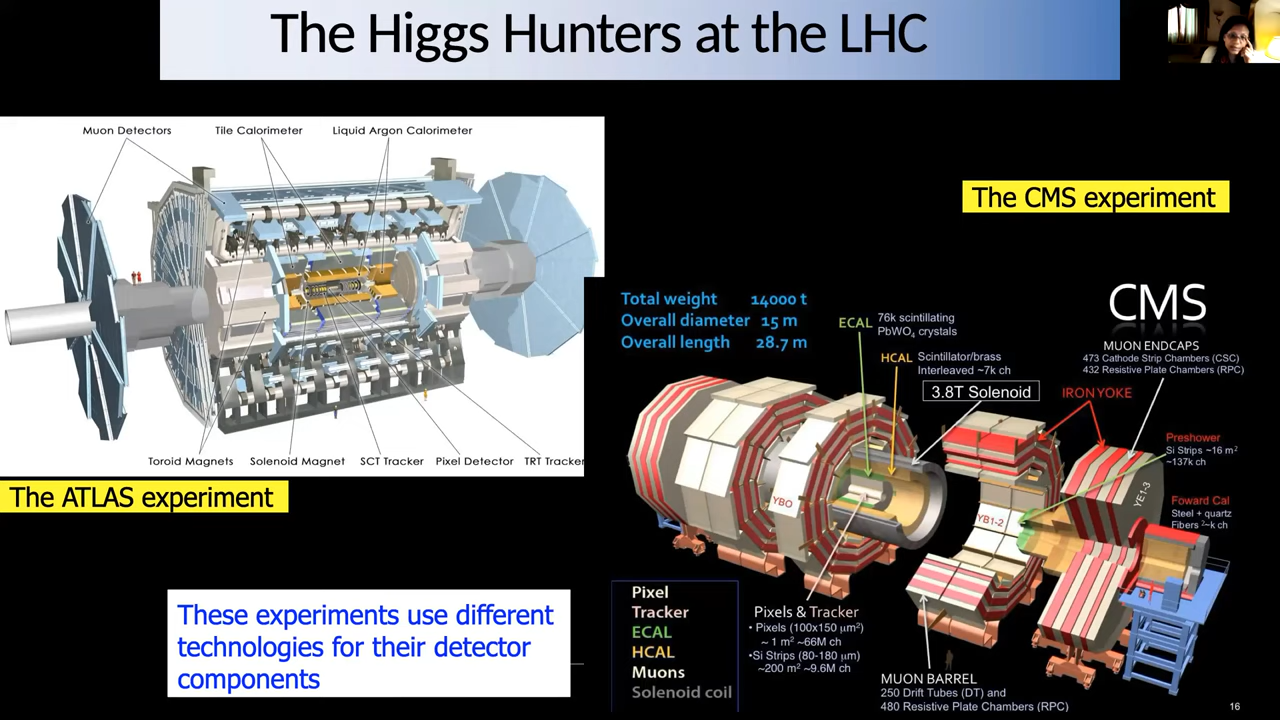 The Higgs Hunters at the LHC
Muon Detectors
Tile Calorimeter
Liquid Argon Calorimeter
Toroid Magnets
Solenoid Magnet
SCT Tracker
Pixel Detector
TRT Tracker
The ATLAS experiment
These experiments use different
technologies for their detector
components
The CMS experiment
Total weight 14000 t
Overall diameter 15 m
Overall length 28.7 m
ECAL
76k scintillating
PbWO₄ crystals
HCAL
Scintillator/brass
Interleaved ~7k ch
3.8T Solenoid
CMS
MUON ENDCAPS
473 Cathode Strip Chambers (CSC)
432 Resistive Plate Chambers (RPC)
IRON YOKE
Preshower
Si Strips ~16 m²
~137k ch
Foward Cal
Steel + quartz
Fibers ²~k ch
YBO
YB1-2
YE1-3
Pixel
Tracker
ECAL
HCAL
Muons
Solenoid coil
Pixels & Tracker
• Pixels (100x150 μm²)
~ 1 m² ~66M ch
•Si Strips (80-180 μm)
~200 m² ~9.6M ch
MUON BARREL
250 Drift Tubes (DT) and
480 Resistive Plate Chambers (RPC)
16